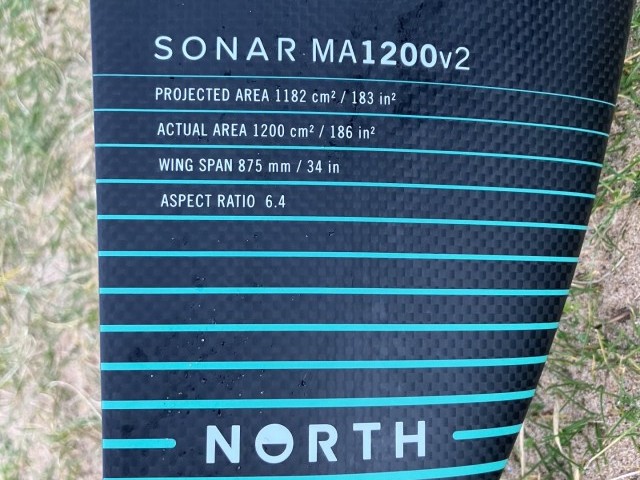 SONAR MA1200v2
PROJECTED AREA 1182 cm² / 183 in²
ACTUAL AREA 1200 cm² / 186 in²
WING SPAN 875 mm / 34 in
ASPECT RATIO 6.4
NORTH